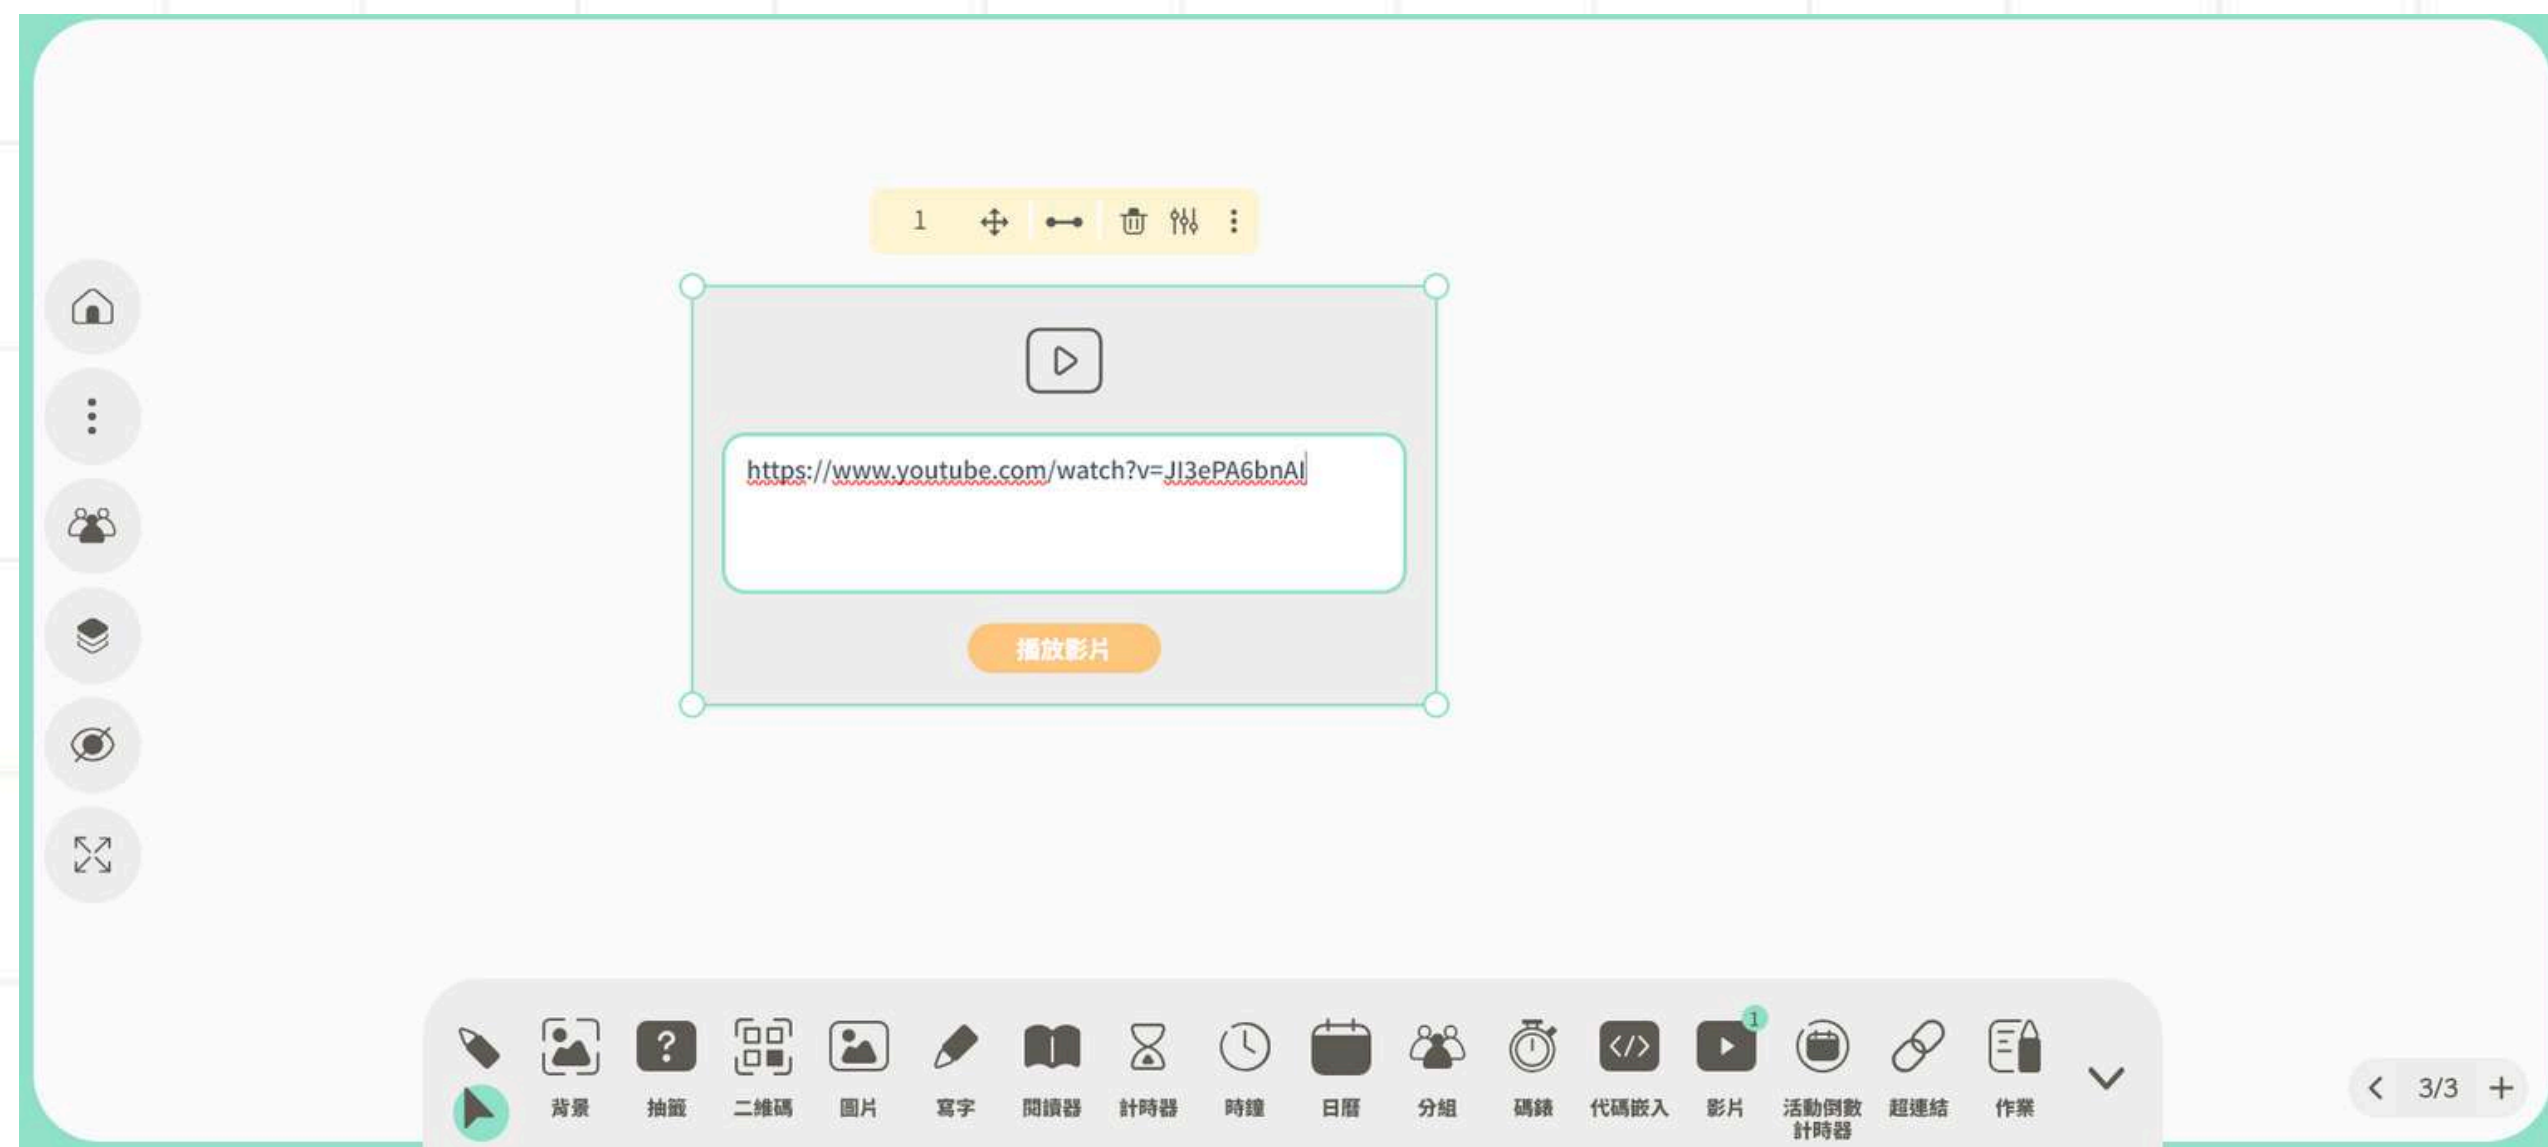 1
https://www.youtube.com/watch?v=JI3ePA6bnAI
播放影片
1
背景
抽籤
二維碼
圖片
寫字
閱讀器
計時器
時鐘
日曆
分組
碼錶
代碼嵌入
影片
活動倒數
計時器
超連結
作業
3/3